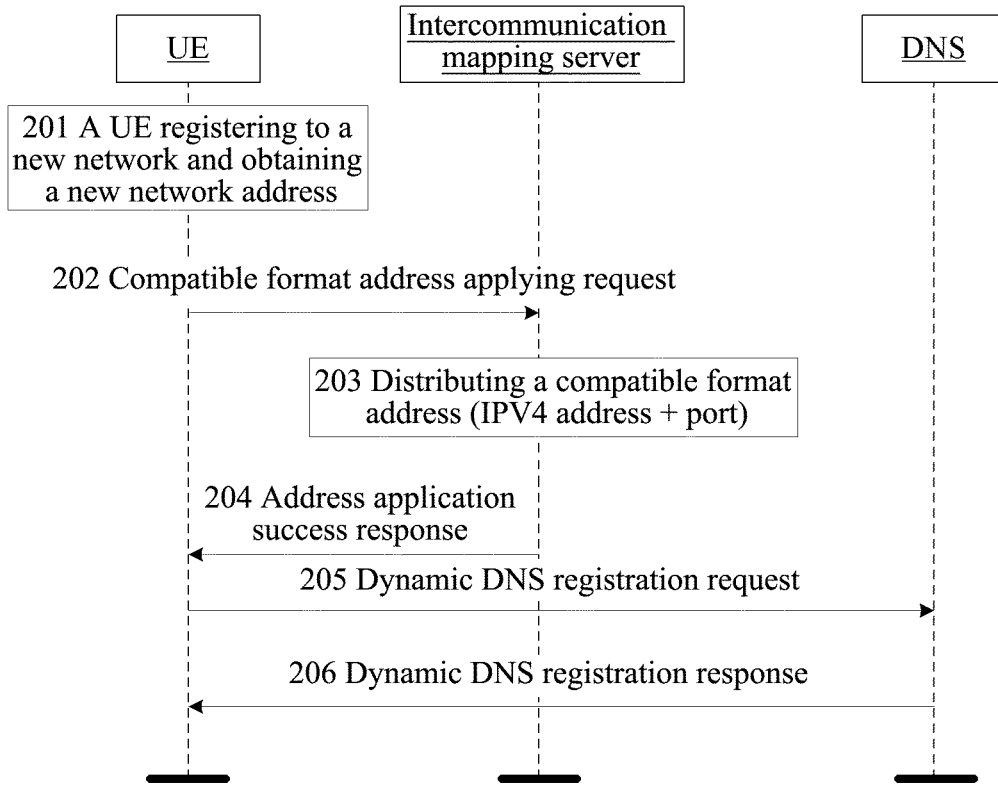 UE
Intercommunication
mapping server
DNS
201 A UE registering to a
new network and obtaining
a new network address
202 Compatible format address applying request
203 Distributing a compatible format
address (IPV4 address + port)
204 Address application
success response
205 Dynamic DNS registration request
206 Dynamic DNS registration response